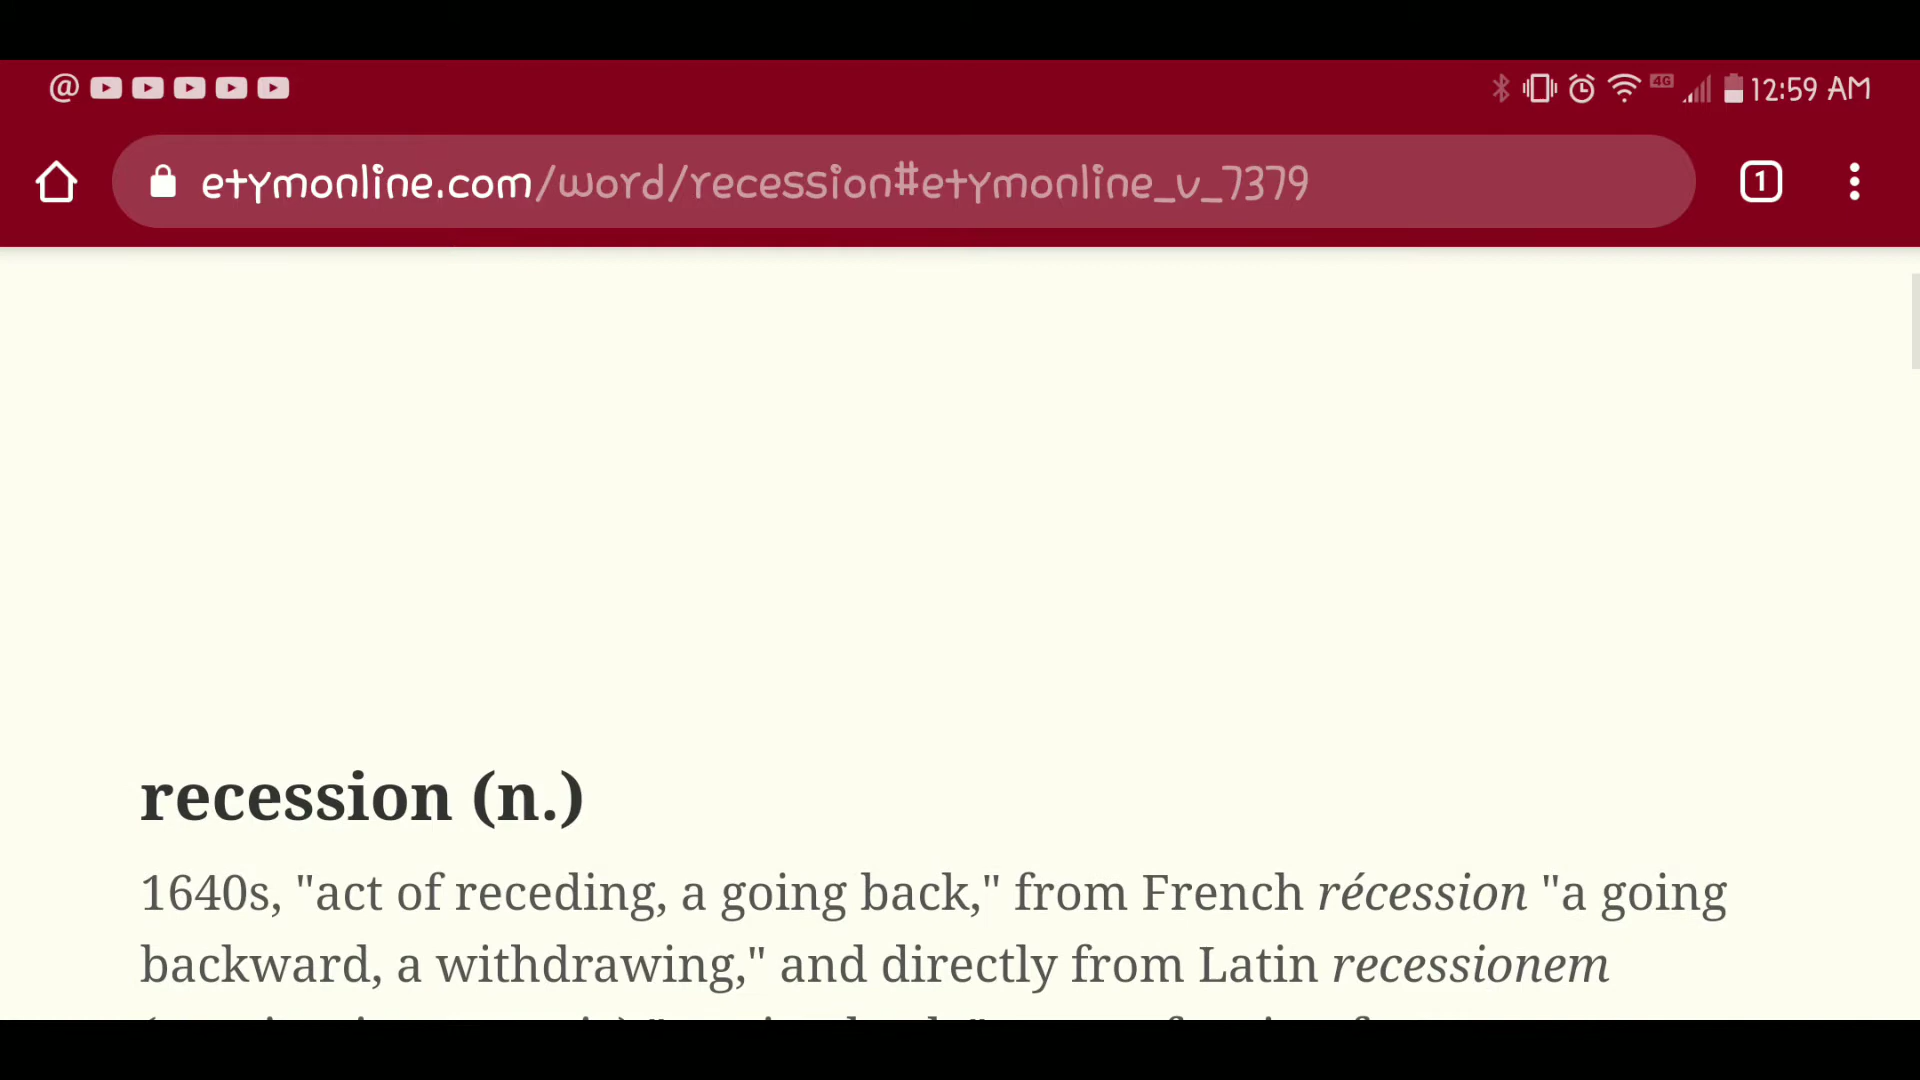 @ 4G 12:59 AM
etymonline.com/word/recession#etymonline_v_7379 1
recession (n.)
1640s, "act of receding, a going back," from French récession "a going
backward, a withdrawing," and directly from Latin recessionem